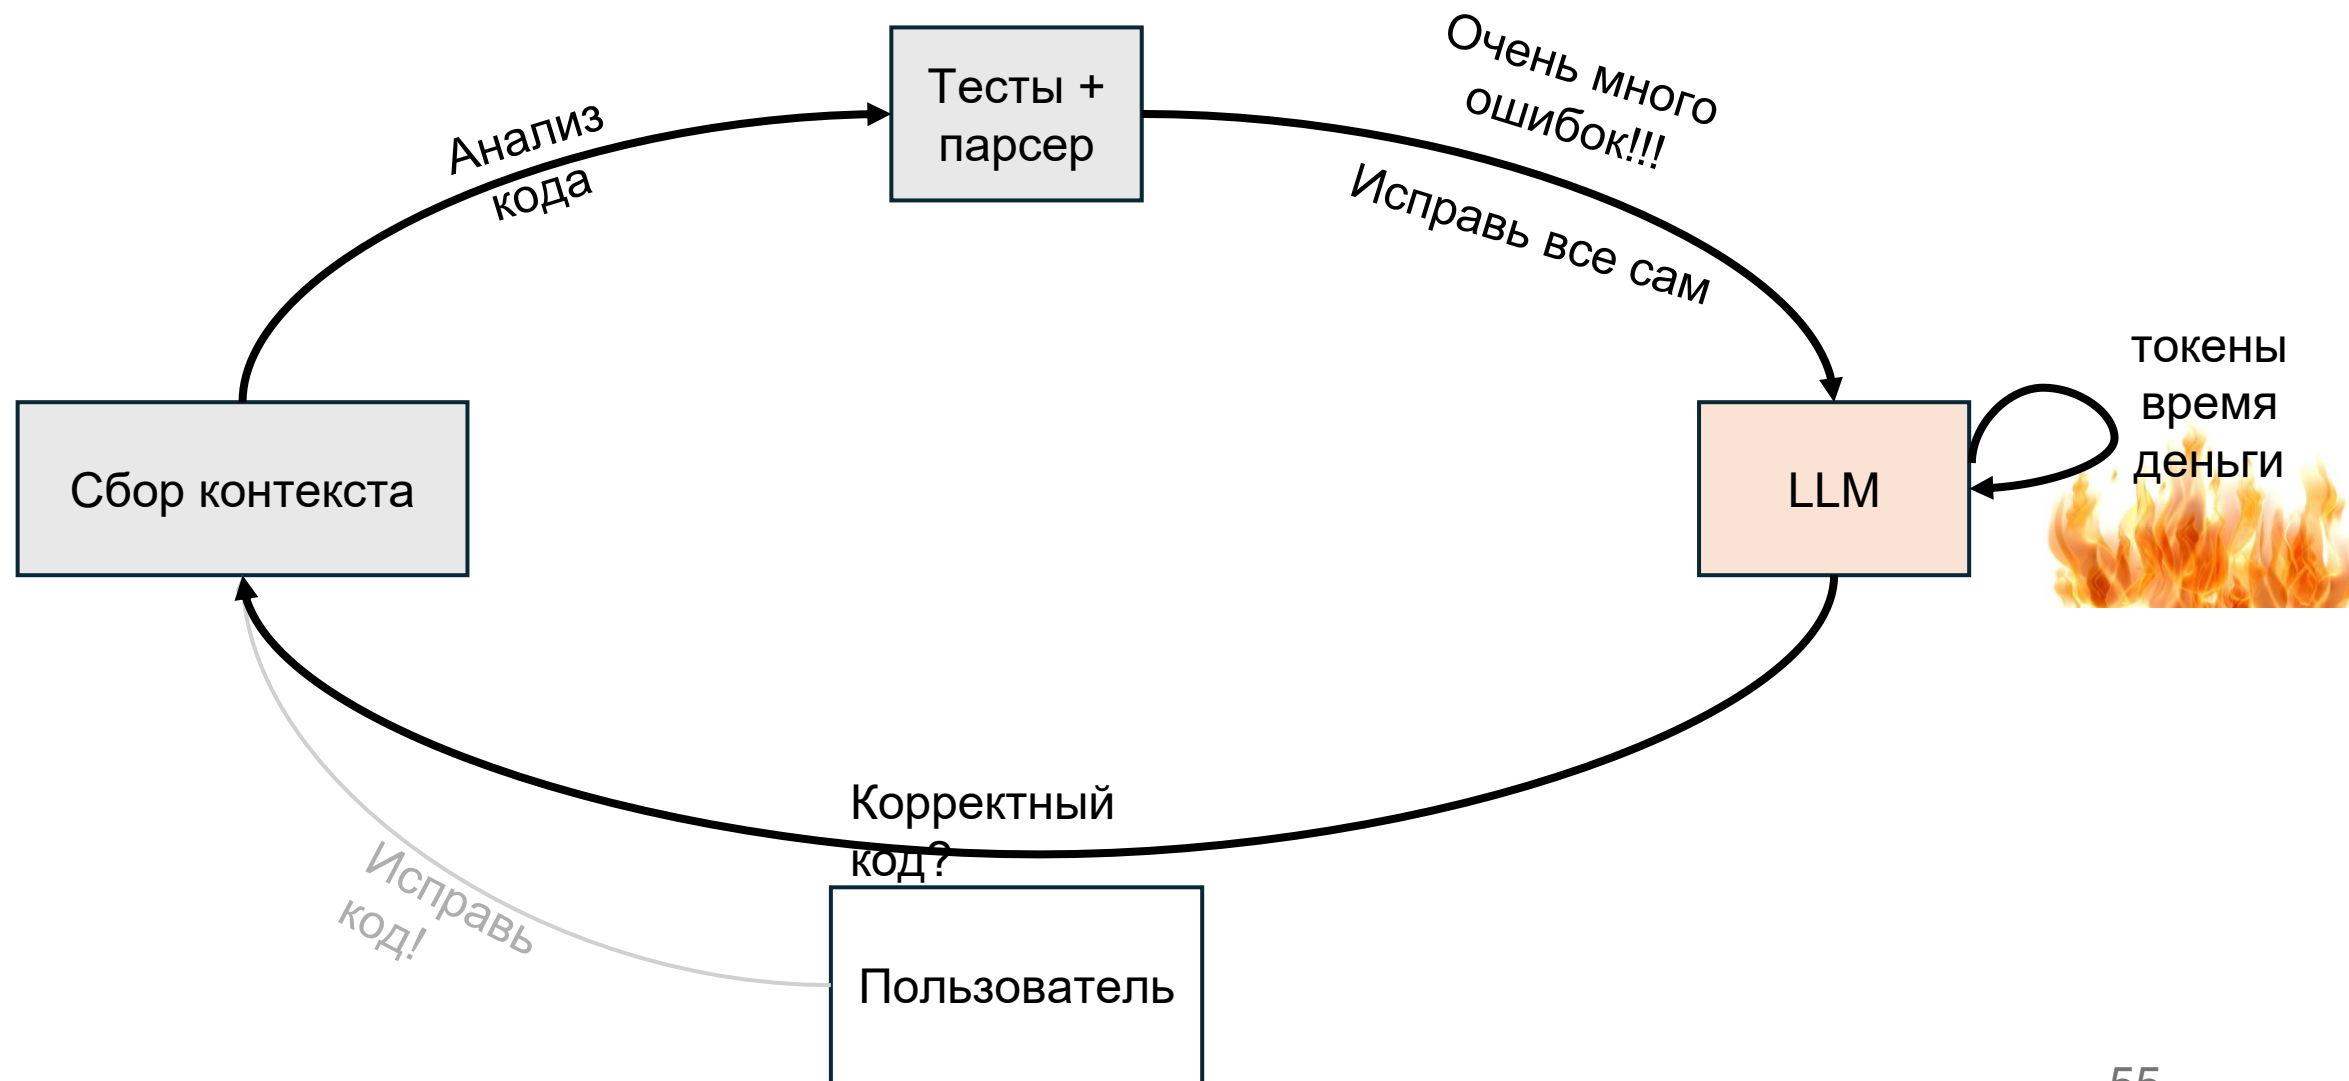 Тесты +
парсер
Очень много
ошибок!!!
Анализ
кода
Исправь все сам
токены
время
деньги
Сбор контекста
LLM
Корректный
код?
Исправь
код!
Пользователь
55